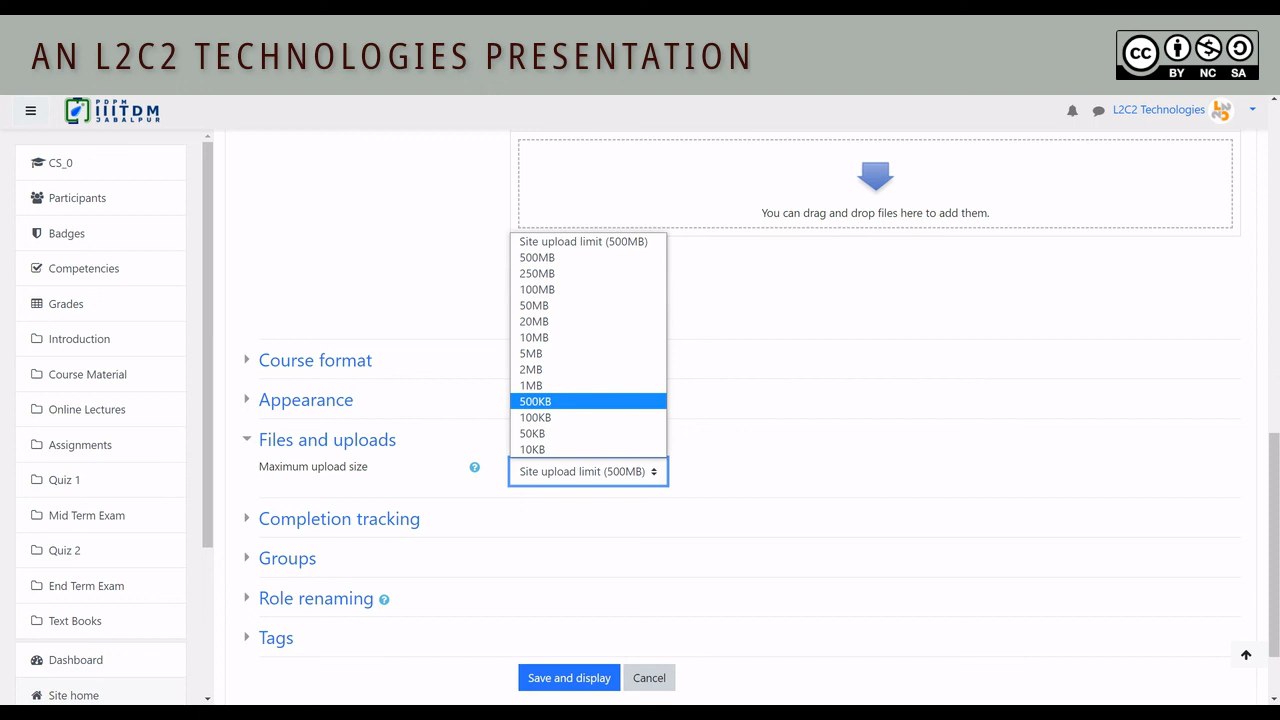 AN L2C2 TECHNOLOGIES PRESENTATION
CC
BY NC SA
PDPM
IIITDM
JABALPUR
L2C2 Technologies
CS_0
Participants
Badges
Competencies
Grades
Introduction
Course Material
Online Lectures
Assignments
Quiz 1
Mid Term Exam
Quiz 2
End Term Exam
Text Books
Dashboard
Site home
You can drag and drop files here to add them.
Site upload limit (500MB)
500MB
250MB
100MB
50MB
20MB
10MB
5MB
2MB
1MB
500KB
100KB
50KB
10KB
Course format
Appearance
Files and uploads
Maximum upload size
Site upload limit (500MB)
Completion tracking
Groups
Role renaming
Tags
Save and display
Cancel